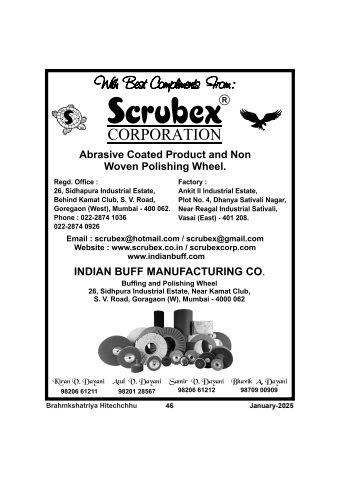 With Best Compliments From:
Scrubex ®
S
CORPORATION
Abrasive Coated Product and Non
Woven Polishing Wheel.
Regd. Office :
26, Sidhapura Industrial Estate,
Behind Kamat Club, S. V. Road,
Goregaon (West), Mumbai - 400 062.
Phone : 022-2874 1036
022-2874 0926
Factory :
Ankit II Industrial Estate,
Plot No. 4, Dhanya Sativali Nagar,
Near Reagal Industrial Sativali,
Vasai (East) - 401 208.
Email : scrubex@hotmail.com / scrubex@gmail.com
Website : www.scrubex.co.in / scrubexcorp.com
www.indianbuff.com
INDIAN BUFF MANUFACTURING CO.
Buffing and Polishing Wheel
26, Sidhpura Industrial Estate, Near Kamat Club,
S. V. Road, Goragaon (W), Mumbai - 4000 062
Kiran V. Dayani
98206 61211
Atul V. Dayani
98201 28567
Samir V. Dayani
98206 61212
Bhavik A. Dayani
98709 00909
Brahmkshatriya Hitechchhu 46 January-2025